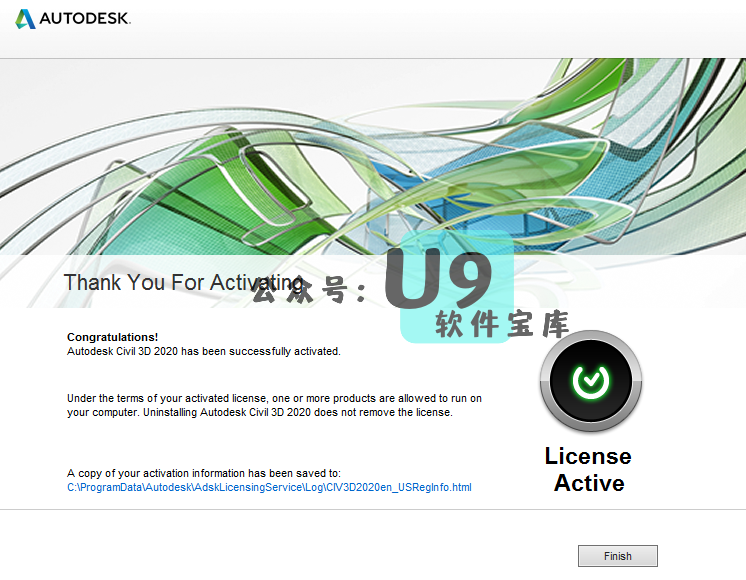 AUTODESK.
Thank You For Activating
公众号：U9
软件宝库
Congratulations!
Autodesk Civil 3D 2020 has been successfully activated.
Under the terms of your activated license, one or more products are allowed to run on
your computer. Uninstalling Autodesk Civil 3D 2020 does not remove the license.
License
Active
A copy of your activation information has been saved to:
C:\ProgramData\Autodesk\AdskLicensingService\Log\CIV3D2020en_USRegInfo.html
Finish